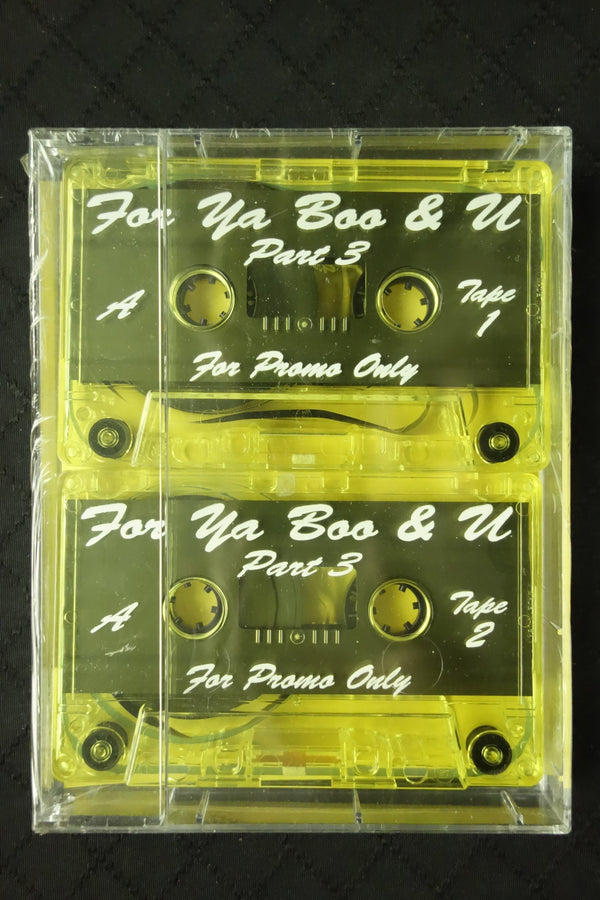 For Ya Boo & U
Part 3
A
Tape
1
For Promo Only
For Ya Boo & U
Part 3
A
Tape
2
For Promo Only